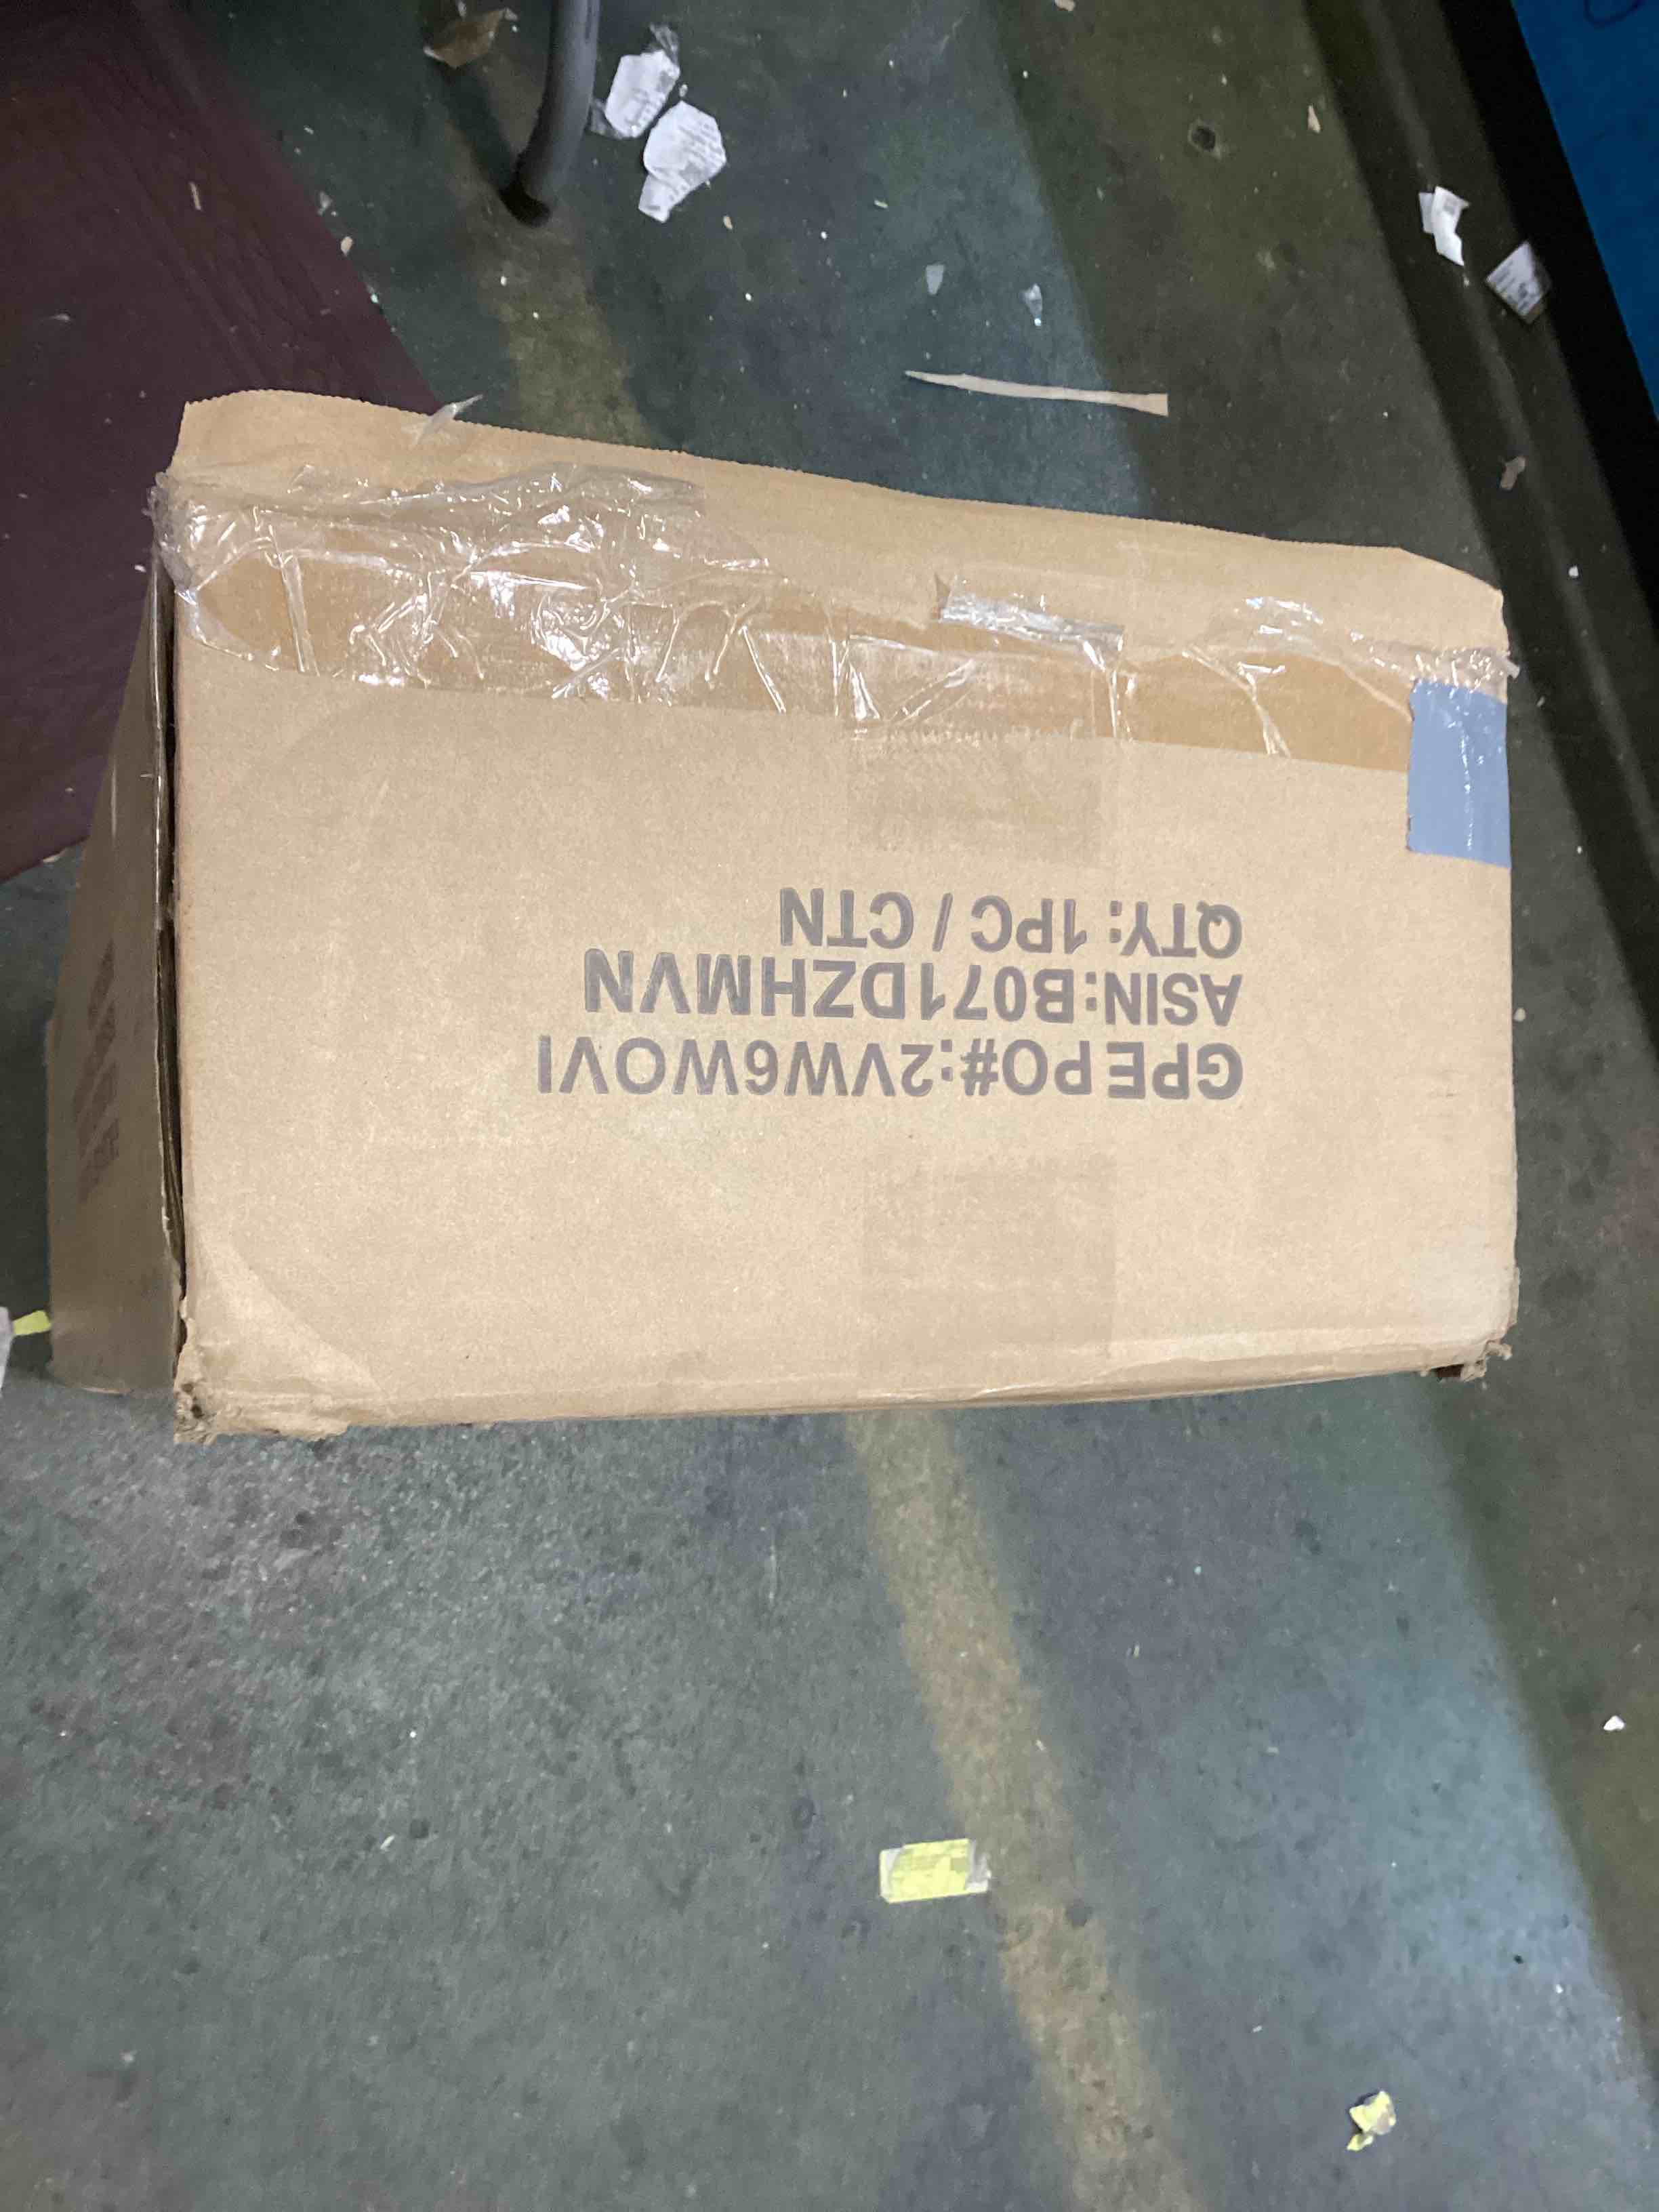 GPE PO#:2VW6WOVI
ASIN:B071DZHMVN
QTY: 1PC / CTN